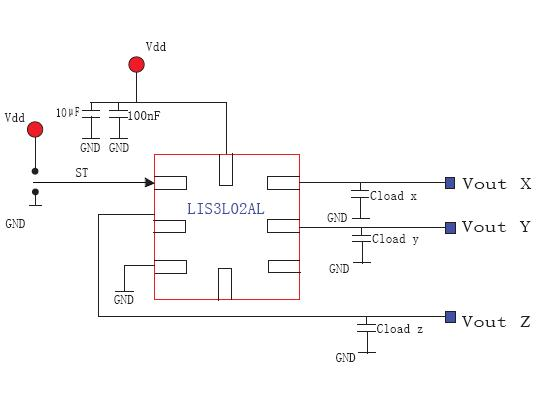 Vdd
10μF
100nF
Vdd
GND
GND
ST
LIS3L02AL
Cload x
Vout X
GND
GND
Vout Y
Cload y
GND
GND
Vout Z
Cload z
GND